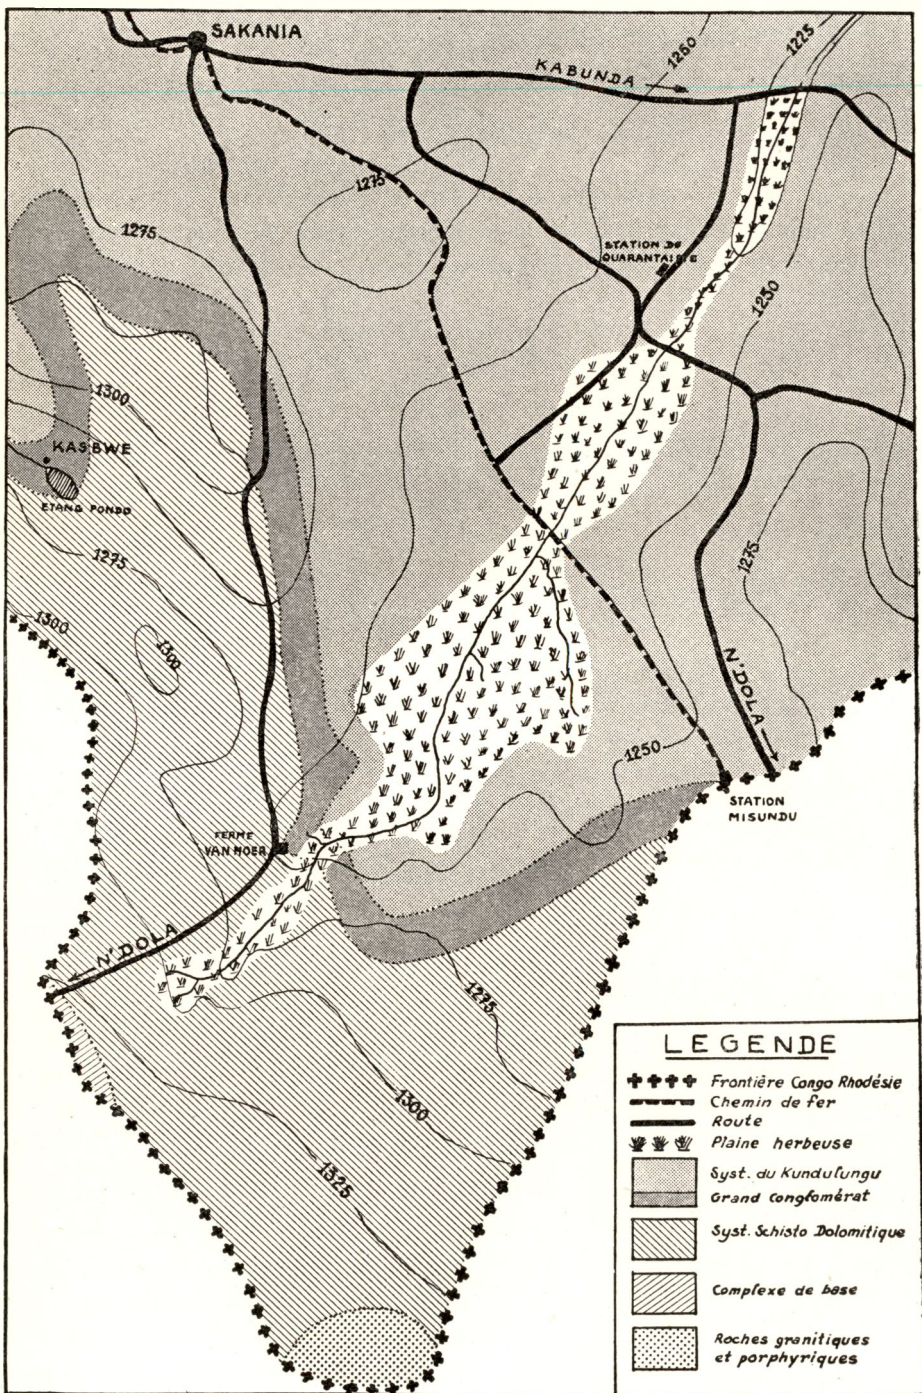 SAKANIA
KABUNDA
1260
1225
1275
1275
STATION DE
QUARANTAINE
1250
1300
KASBWE
ETANG PONDO
1275
1275
1300
1300
N'DOLA
1250
STATION
MISUNDU
FERME
VAN MOER
N'DOLA
1275
1300
1325
LEGENDE
Frontière Congo Rhodésie
Chemin de fer
Route
Plaine herbeuse
Syst. du Kundulungu
Grand Conglomérat
Syst. Schisto Dolomitique
Complexe de base
Roches granitiques
et porphyriques